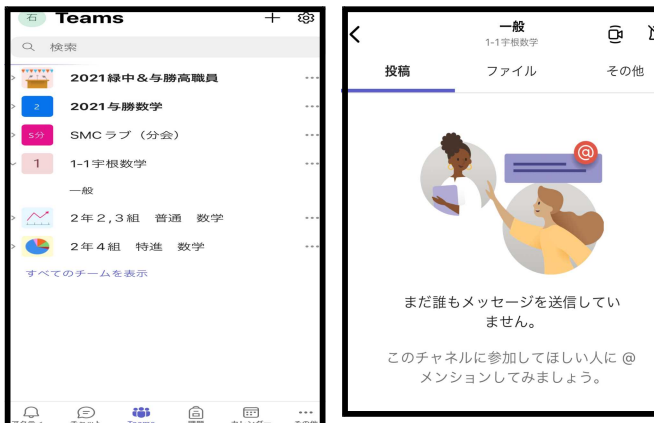 石 Teams
検索
2021緑中&与勝高職員
2 2021与勝数学
S分 SMC ラブ（分会）
1 1-1宇根数学
一般
2年2,3組 普通 数学
2年4組 特進 数学
すべてのチームを表示
Teams
一般
1-1宇根数学
投稿 ファイル その他
@
まだ誰もメッセージを送信してい
ません。
このチャネルに参加してほしい人に @
メンションしてみましょう。